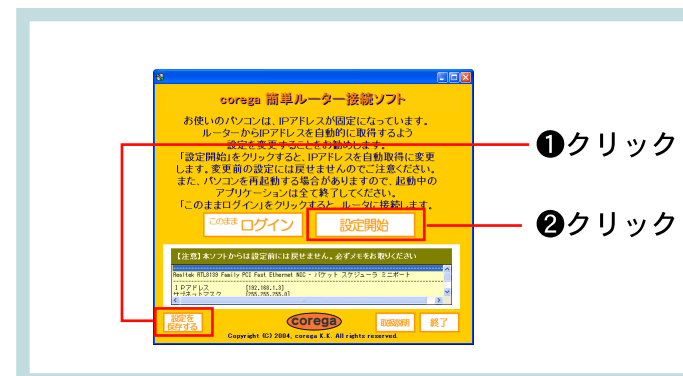 corega 簡単ルーター接続ソフト
お使いのパソコンは、IPアドレスが固定になっています。
ルーターからIPアドレスを自動的に取得するよう
設定を変更することをお勧めします。
「設定開始」をクリックすると、IPアドレスを自動取得に変更
します。変更前の設定には戻せませんのでご注意ください。
また、パソコンを再起動する場合がありますので、起動中の
アプリケーションは全て終了してください。
「このままログイン」をクリックすると、ルータに接続します。
このまま ログイン
設定開始
❶クリック
❷クリック
【注意】本ソフトからは設定前には戻せません。必ずメモをお取りください
Realtek RTL8139 Family PCI Fast Ethernet NIC - パケット スケジューラ ミニポート
IPアドレス [192.168.1.3]
サブネットマスク [255.255.255.0]
設定を
保存する
corega
取扱説明
終了
Copyright (C) 2004, corega K.K. All rights reserved.